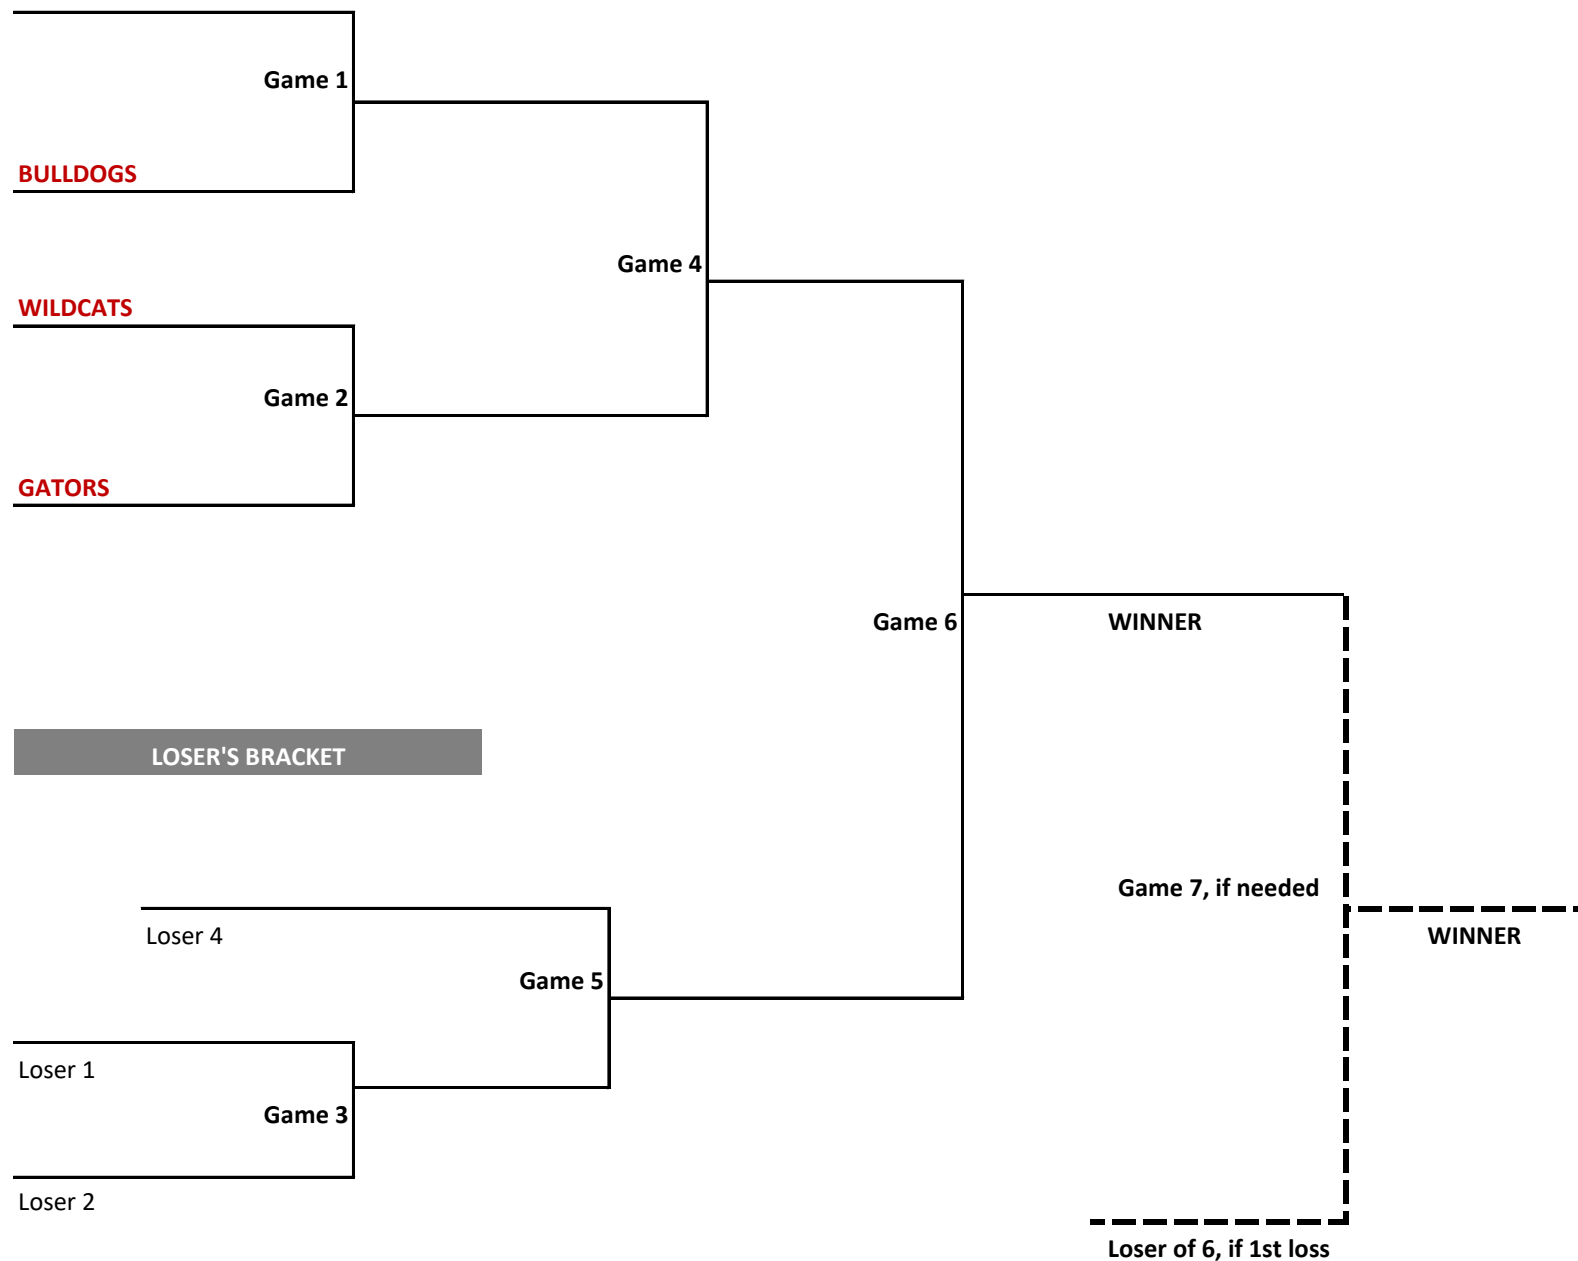 Game 1
BULLDOGS
Game 4
WILDCATS
Game 2
GATORS
Game 6
WINNER
LOSER'S BRACKET
Game 7, if needed
Loser 4
WINNER
Game 5
Loser 1
Game 3
Loser 2
Loser of 6, if 1st loss